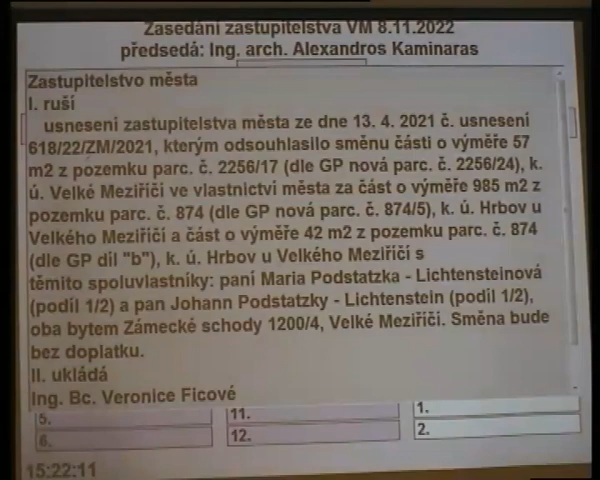 Zasedání zastupitelstva VM 8.11.2022
předsedá: Ing. arch. Alexandros Kaminaras
Zastupitelstvo města
I. ruší
usnesení zastupitelstva města ze dne 13. 4. 2021 č. usnesení
618/22/ZM/2021, kterým odsouhlasilo směnu části o výměře 57
m2 z pozemku parc. č. 2256/17 (dle GP nová parc. č. 2256/24), k.
ú. Velké Meziříčí ve vlastnictví města za část o výměře 985 m2 z
pozemku parc. č. 874 (dle GP nová parc. č. 874/5), k. ú. Hrbov u
Velkého Meziříčí a část o výměře 42 m2 z pozemku parc. č. 874
(dle GP díl "b"), k. ú. Hrbov u Velkého Meziříčí s
těmito spoluvlastníky: paní Maria Podstatzka - Lichtensteinová
(podíl 1/2) a pan Johann Podstatzky - Lichtenstein (podíl 1/2),
oba bytem Zámecké schody 1200/4, Velké Meziříčí. Směna bude
bez doplatku.
II. ukládá
Ing. Bc. Veronice Ficové
5. 11. 1.
6. 12. 2.
15:22:11